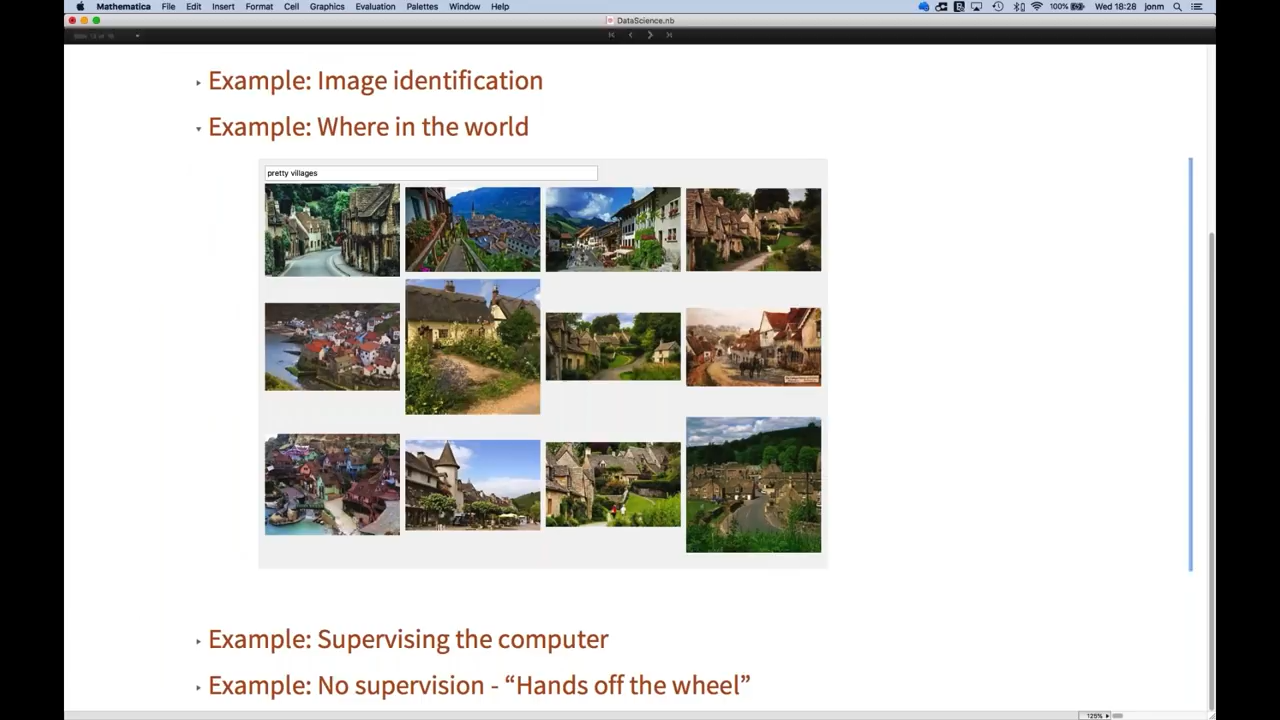 Mathematica File Edit Insert Format Cell Graphics Evaluation Palettes Window Help 100% Wed 18:28 jonm
DataScience.nb
Example: Image identification
Example: Where in the world
pretty villages
Example: Supervising the computer
Example: No supervision - “Hands off the wheel”
125%